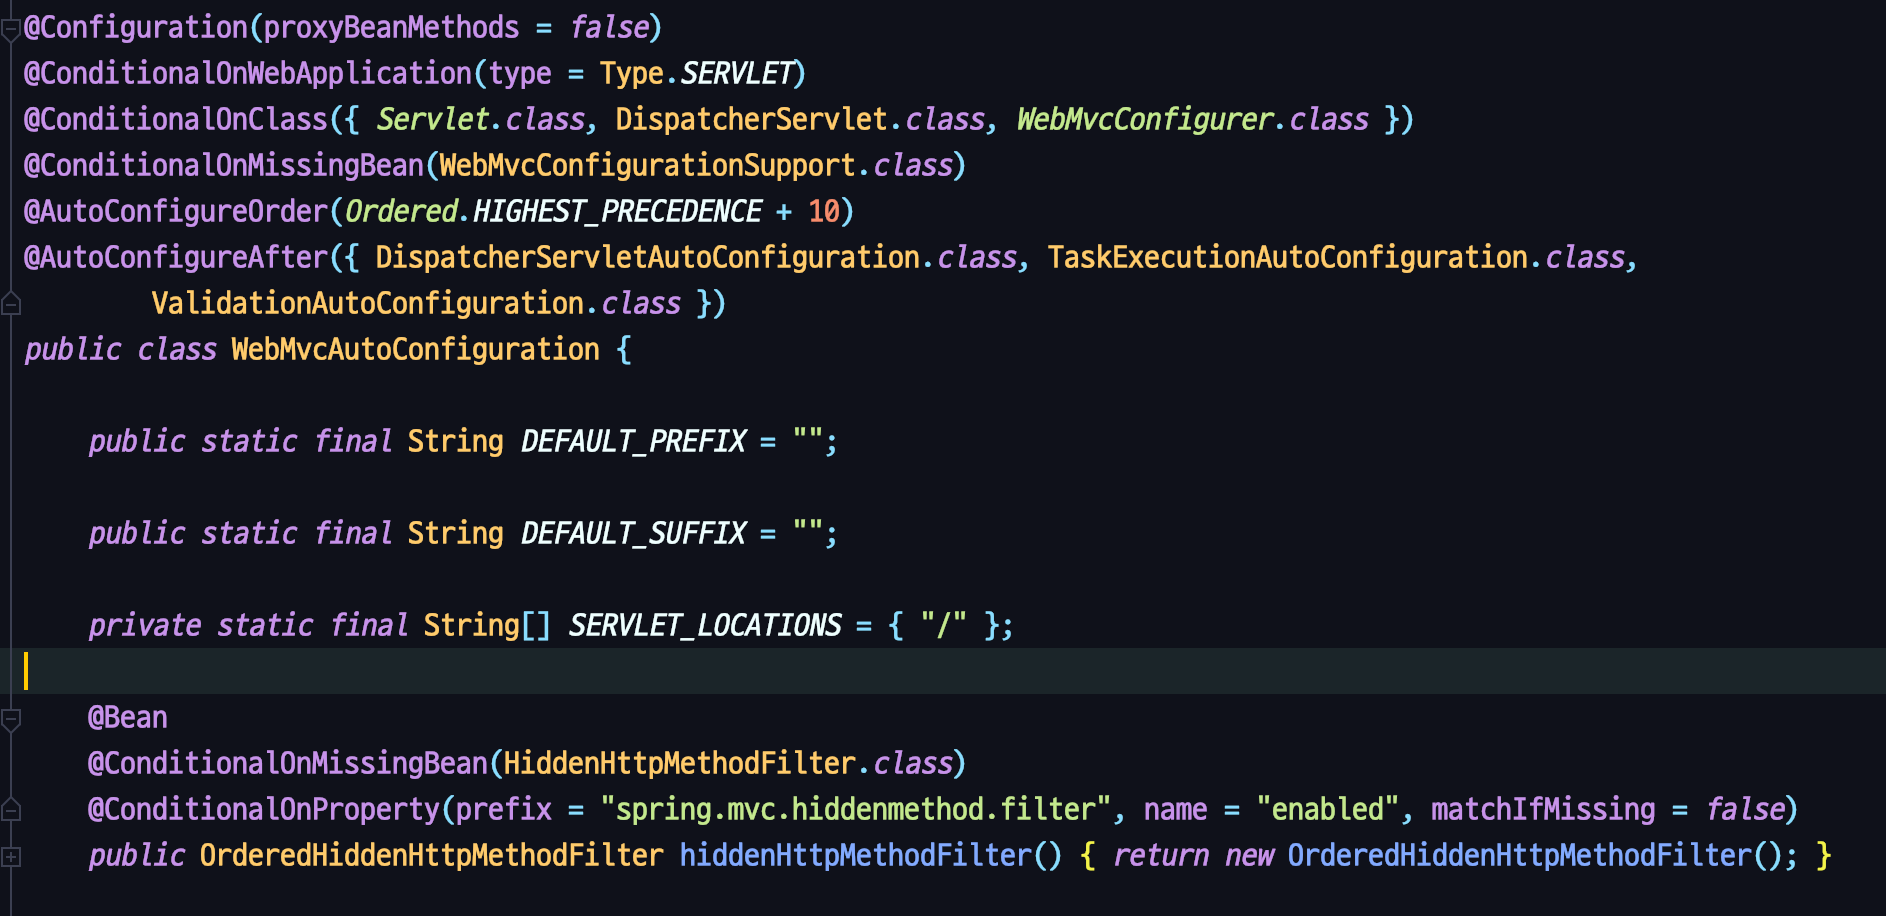 @Configuration(proxyBeanMethods = false)
@ConditionalOnWebApplication(type = Type.SERVLET)
@ConditionalOnClass({ Servlet.class, DispatcherServlet.class, WebMvcConfigurer.class })
@ConditionalOnMissingBean(WebMvcConfigurationSupport.class)
@AutoConfigureOrder(Ordered.HIGHEST_PRECEDENCE + 10)
@AutoConfigureAfter({ DispatcherServletAutoConfiguration.class, TaskExecutionAutoConfiguration.class,
        ValidationAutoConfiguration.class })
public class WebMvcAutoConfiguration {
    public static final String DEFAULT_PREFIX = "";
    public static final String DEFAULT_SUFFIX = "";
    private static final String[] SERVLET_LOCATIONS = { "/" };
    @Bean
    @ConditionalOnMissingBean(HiddenHttpMethodFilter.class)
    @ConditionalOnProperty(prefix = "spring.mvc.hiddenmethod.filter", name = "enabled", matchIfMissing = false)
    public OrderedHiddenHttpMethodFilter hiddenHttpMethodFilter() { return new OrderedHiddenHttpMethodFilter(); }